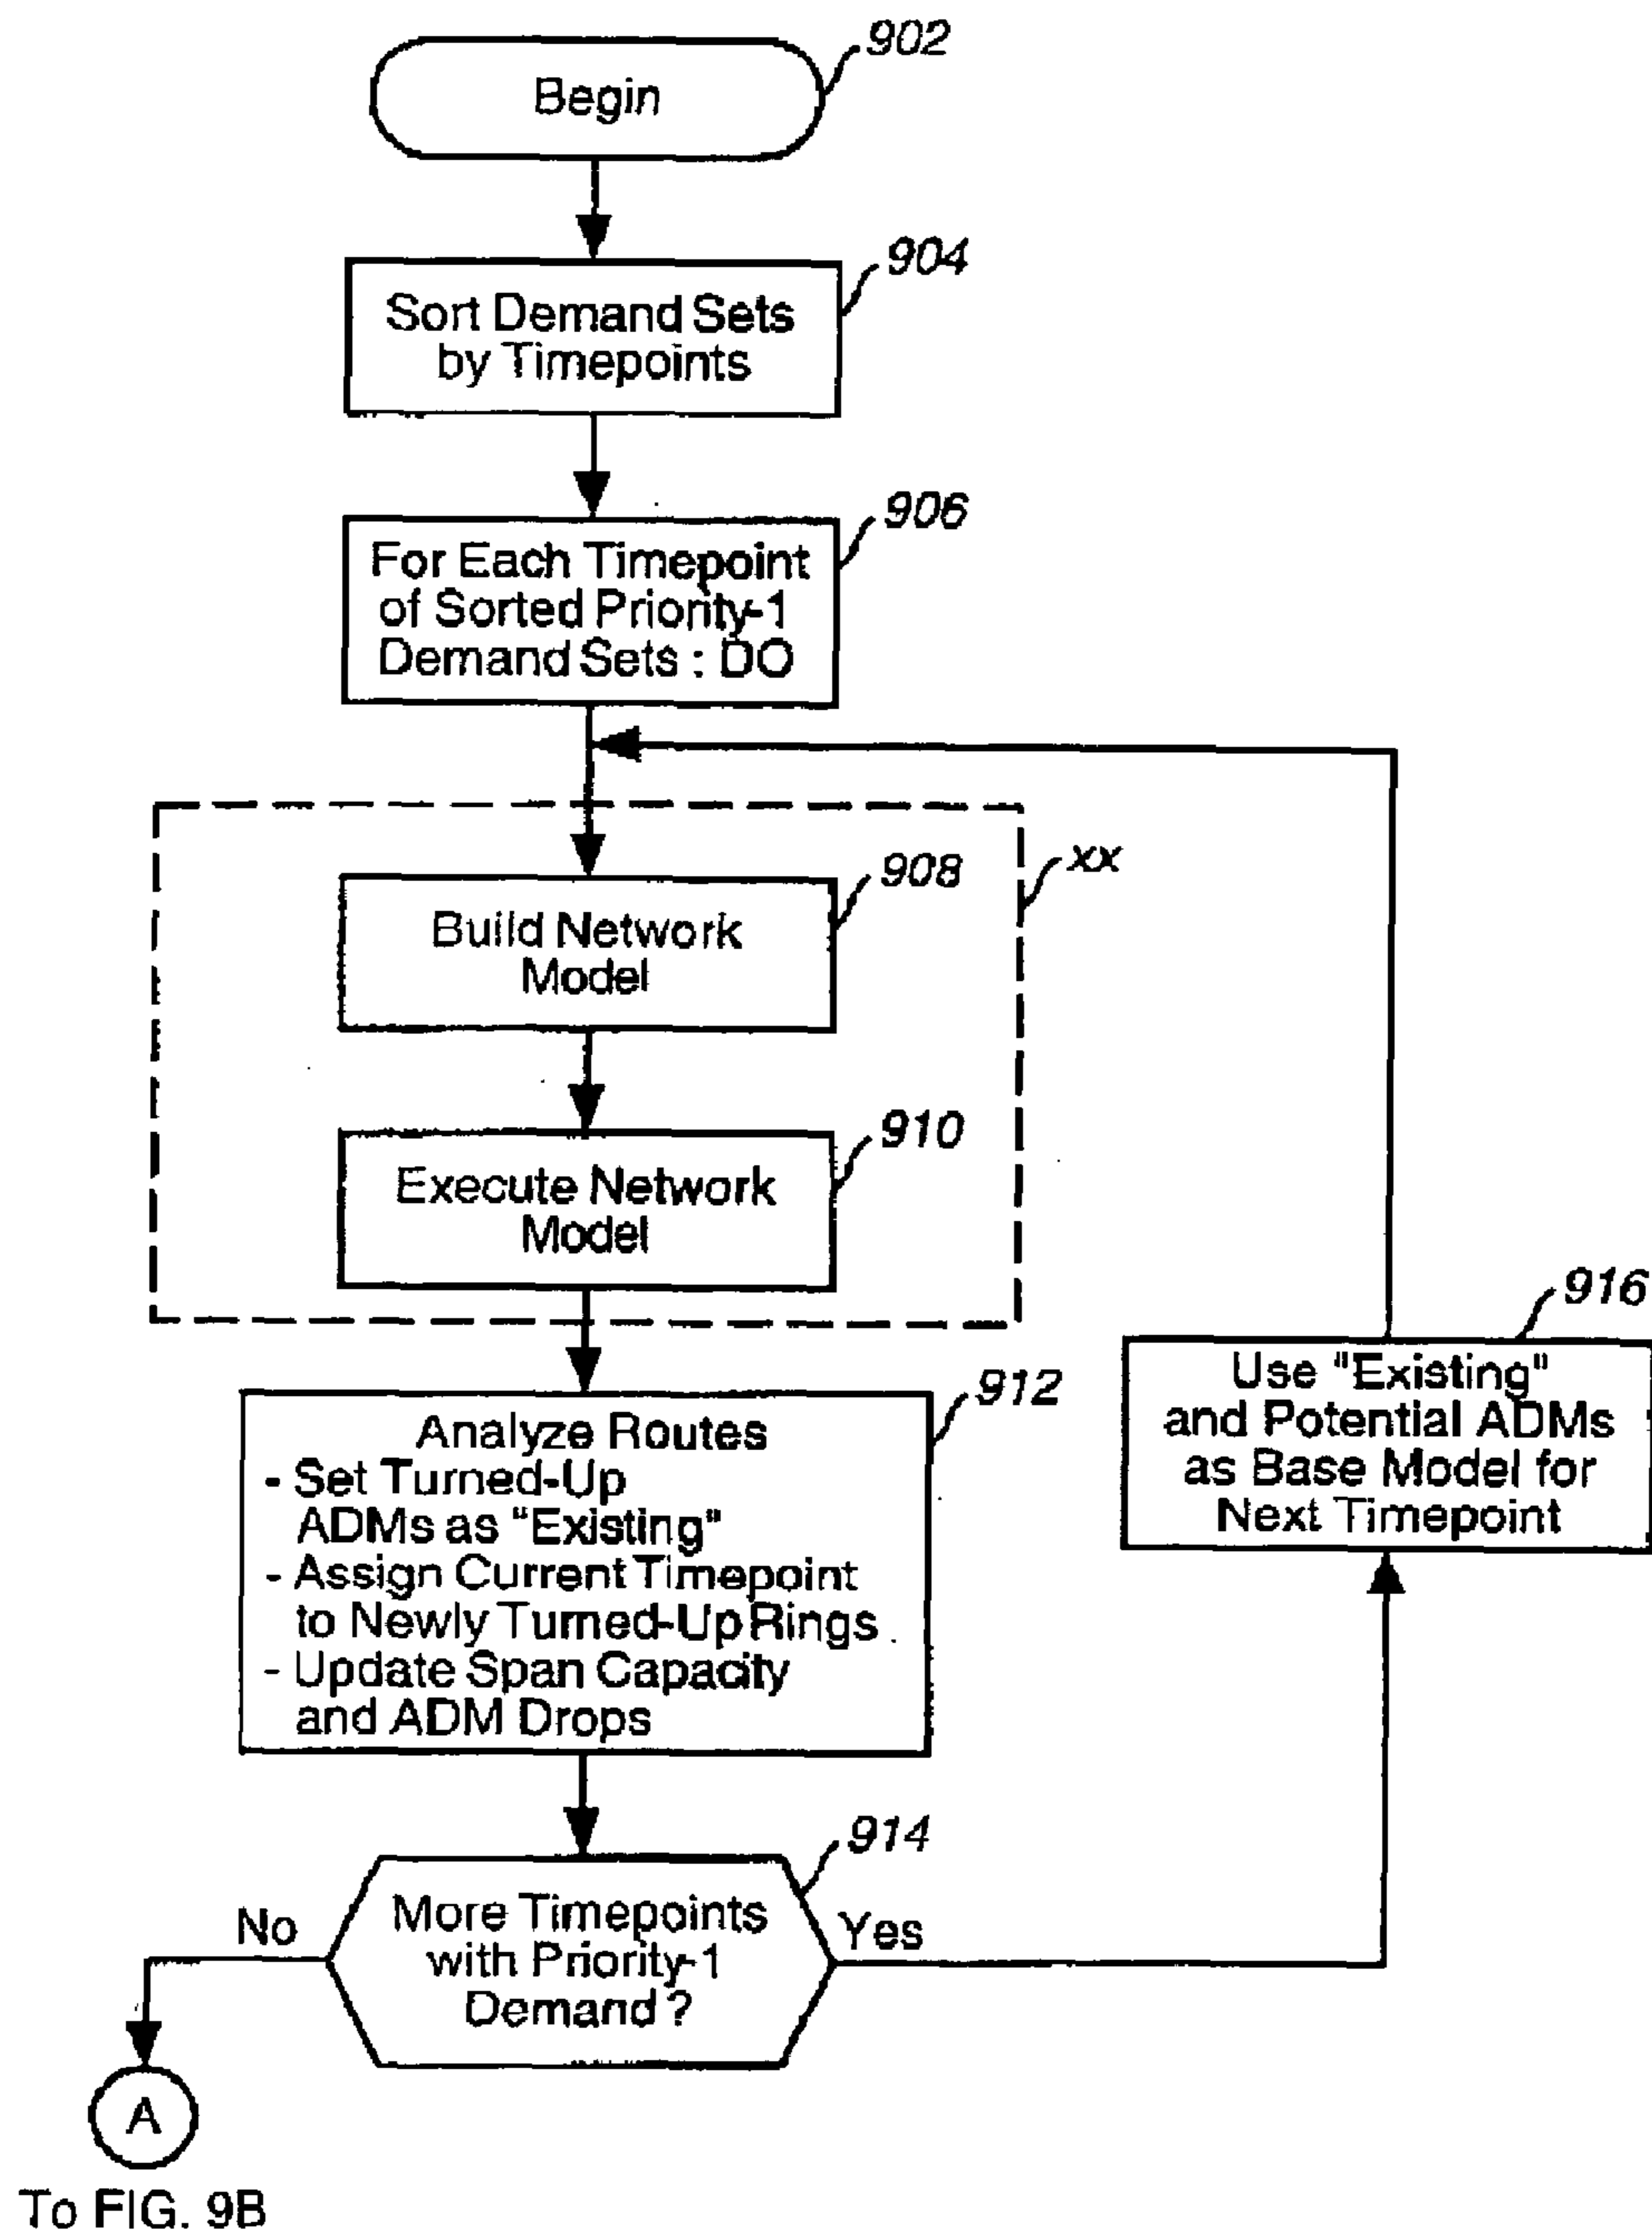 902
Begin
904
Sort Demand Sets
by Timepoints
906
For Each Timepoint
of Sorted Priority-1
Demand Sets : DO
xx
908
Build Network
Model
910
Execute Network
Model
916
Use "Existing"
and Potential ADMs
as Base Model for
Next Timepoint
912
Analyze Routes
- Set Turned-Up
ADMs as "Existing"
- Assign Current Timepoint
to Newly Turned-Up Rings
- Update Span Capacity
and ADM Drops
914
More Timepoints
with Priority-1
Demand?
No
Yes
A
To FIG. 9B